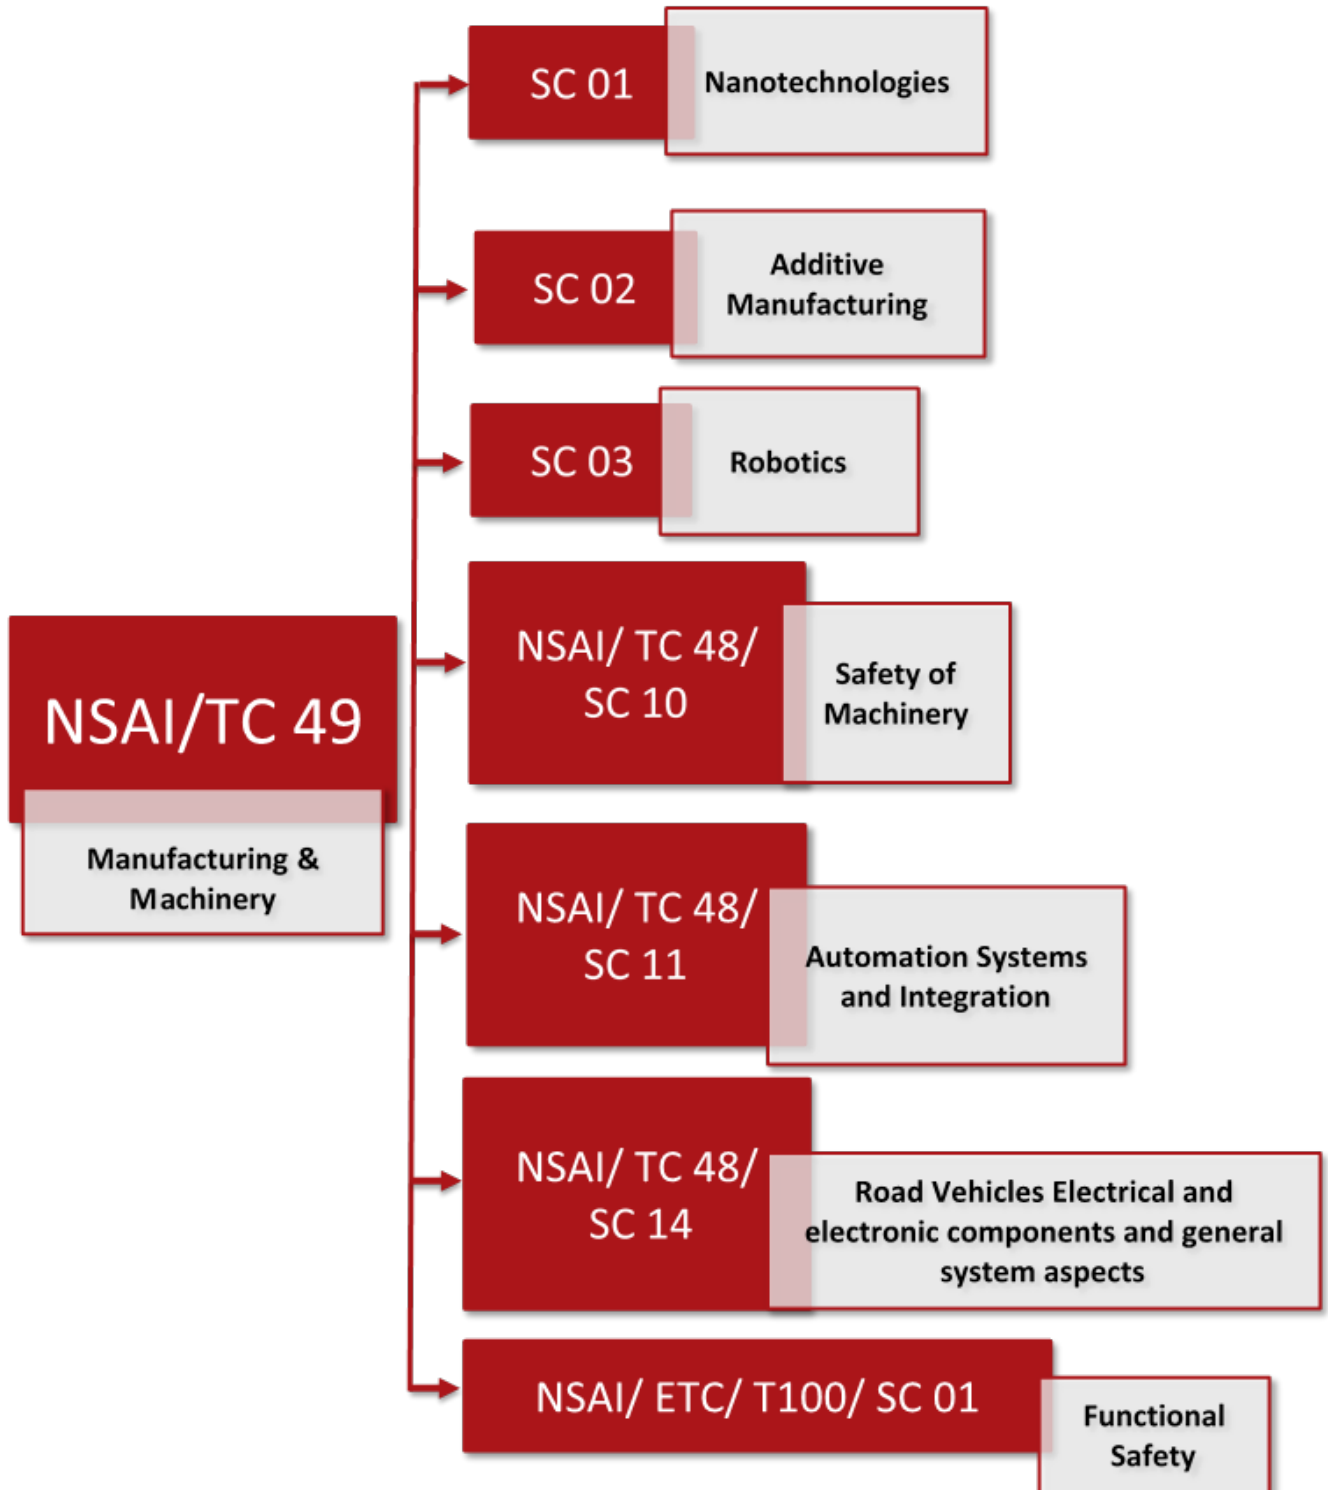 SC 01
Nanotechnologies
SC 02
Additive
Manufacturing
SC 03
Robotics
NSAI/ TC 48/
SC 10
Safety of
Machinery
NSAI/TC 49
Manufacturing &
Machinery
NSAI/ TC 48/
SC 11
Automation Systems
and Integration
NSAI/ TC 48/
SC 14
Road Vehicles Electrical and
electronic components and general
system aspects
NSAI/ ETC/ T100/ SC 01
Functional
Safety